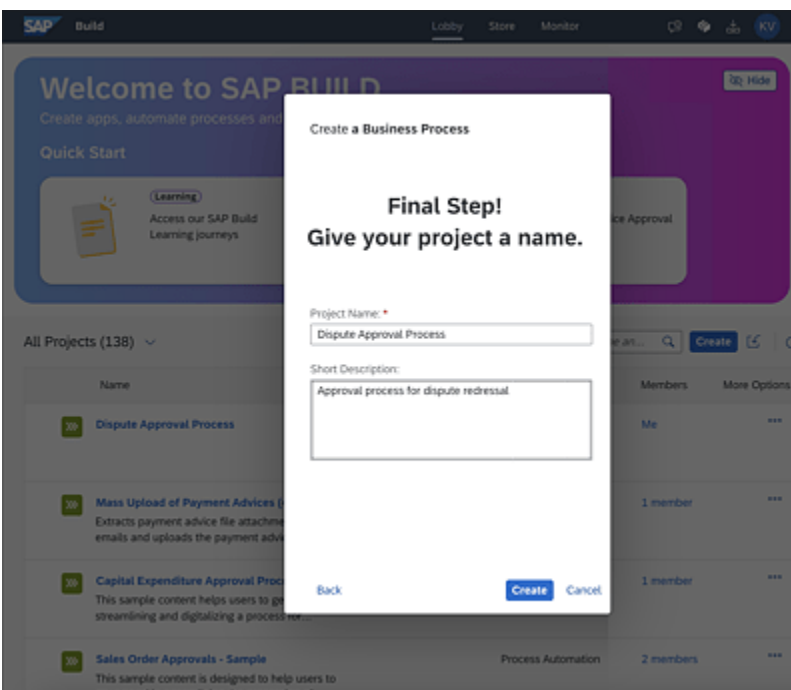 SAP Build
Lobby Store Monitor
KV
Welcome to SAP BUILD
Hide
Create apps, automate processes and
Quick Start
Learning
Access our SAP Build
Learning journeys
ice Approval
Create a Business Process
Final Step!
Give your project a name.
Project Name: *
Dispute Approval Process
Short Description:
Approval process for dispute redressal
Back Create Cancel
All Projects (138)
Create
Name Members More Options
Dispute Approval Process Me
Mass Upload of Payment Advices ( 1 member
Extracts payment advice file attachme
emails and uploads the payment advi
Capital Expenditure Approval Proc 1 member
This sample content helps users to ge
streamlining and digitalizing a process for...
Sales Order Approvals - Sample Process Automation 2 members
This sample content is designed to help users to